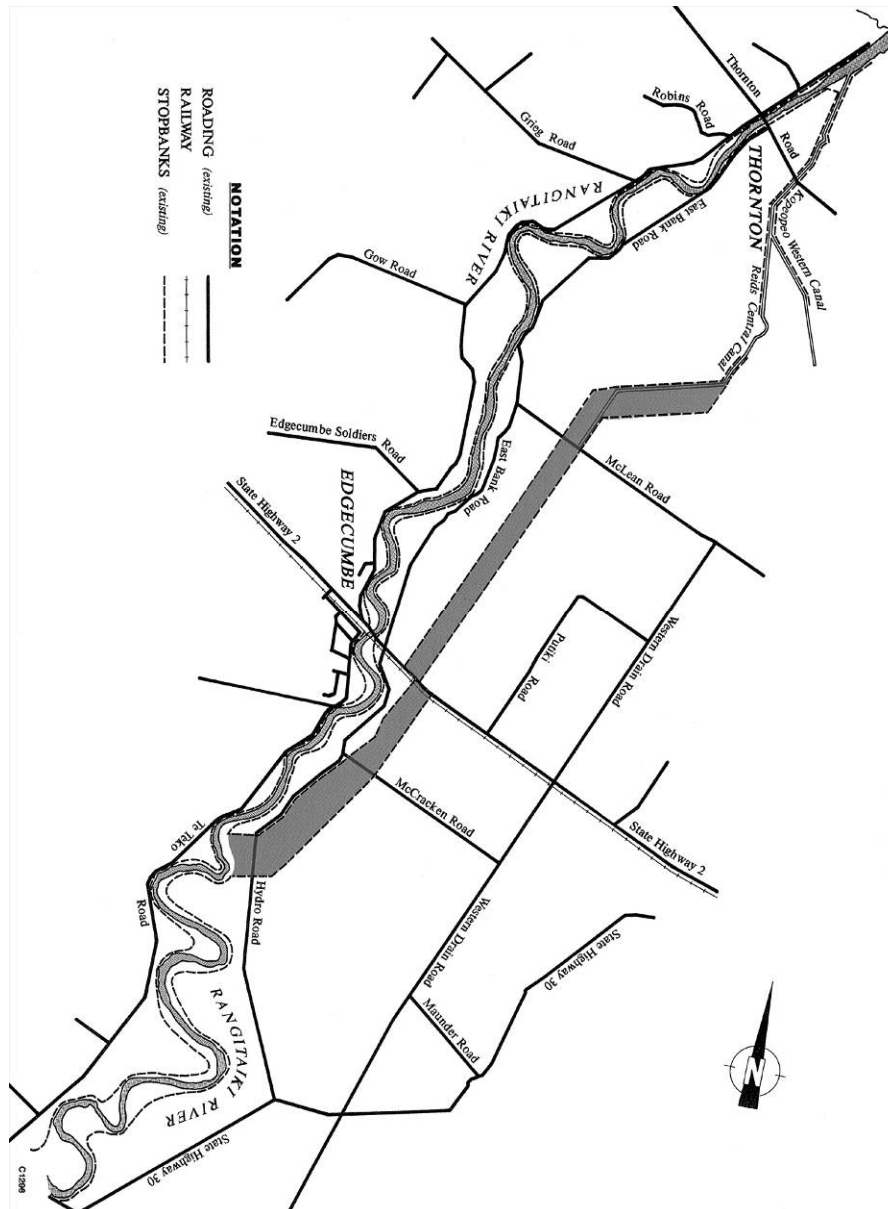 Thornton
Road
Robins Road
THORNTON
Grieg Road
Kopeopeo Western Canal
RANGITAIKI RIVER
East Bank Road
Reids Central Canal
Gow Road
NOTATION
ROADING (existing)
RAILWAY
STOPBANKS (existing)
Edgecumbe Soldiers Road
East Bank Road
McLean Road
State Highway 2
EDGECUMBE
Putiki Road
Western Drain Road
McCracken Road
State Highway 2
Te Teko
Road
Hydro Road
Western Drain Road
State Highway 30
Maunder Road
RANGITAIKI RIVER
State Highway 30
N
C1296